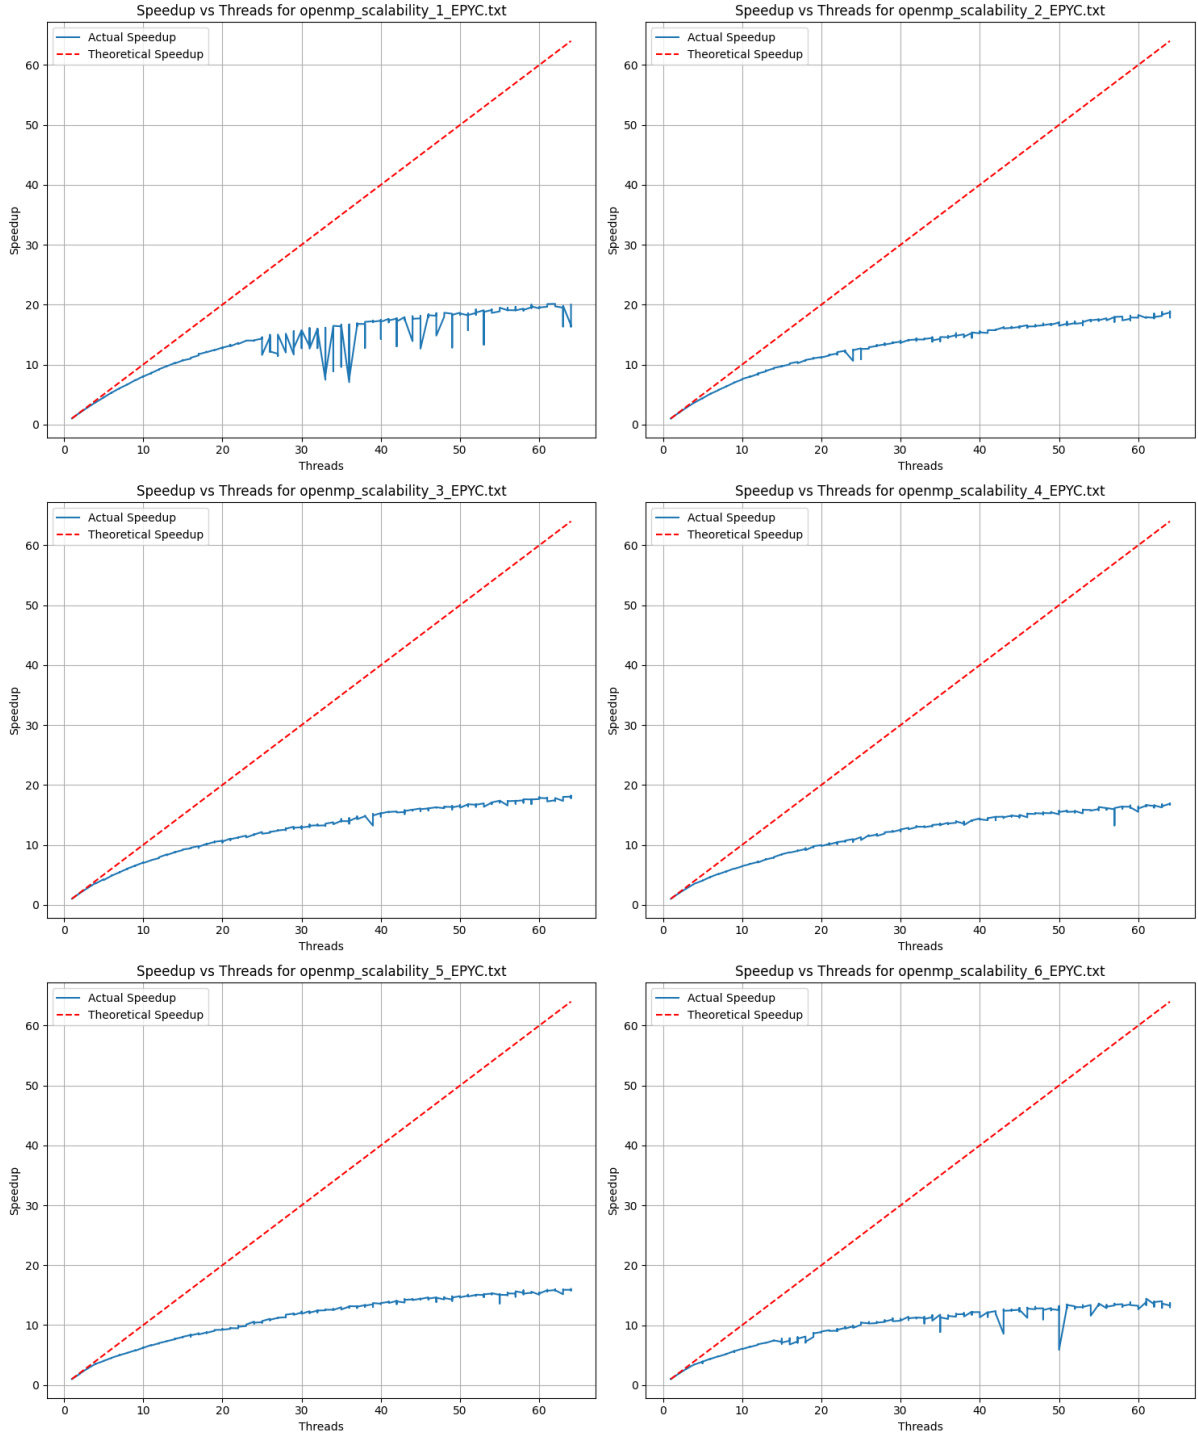 Speedup vs Threads for openmp_scalability_1_EPYC.txt
Actual Speedup
Theoretical Speedup
Speedup
60
50
40
30
20
10
0
0 10 20 30 40 50 60
Threads
Speedup vs Threads for openmp_scalability_2_EPYC.txt
Actual Speedup
Theoretical Speedup
Speedup
60
50
40
30
20
10
0
0 10 20 30 40 50 60
Threads
Speedup vs Threads for openmp_scalability_3_EPYC.txt
Actual Speedup
Theoretical Speedup
Speedup
60
50
40
30
20
10
0
0 10 20 30 40 50 60
Threads
Speedup vs Threads for openmp_scalability_4_EPYC.txt
Actual Speedup
Theoretical Speedup
Speedup
60
50
40
30
20
10
0
0 10 20 30 40 50 60
Threads
Speedup vs Threads for openmp_scalability_5_EPYC.txt
Actual Speedup
Theoretical Speedup
Speedup
60
50
40
30
20
10
0
0 10 20 30 40 50 60
Threads
Speedup vs Threads for openmp_scalability_6_EPYC.txt
Actual Speedup
Theoretical Speedup
Speedup
60
50
40
30
20
10
0
0 10 20 30 40 50 60
Threads